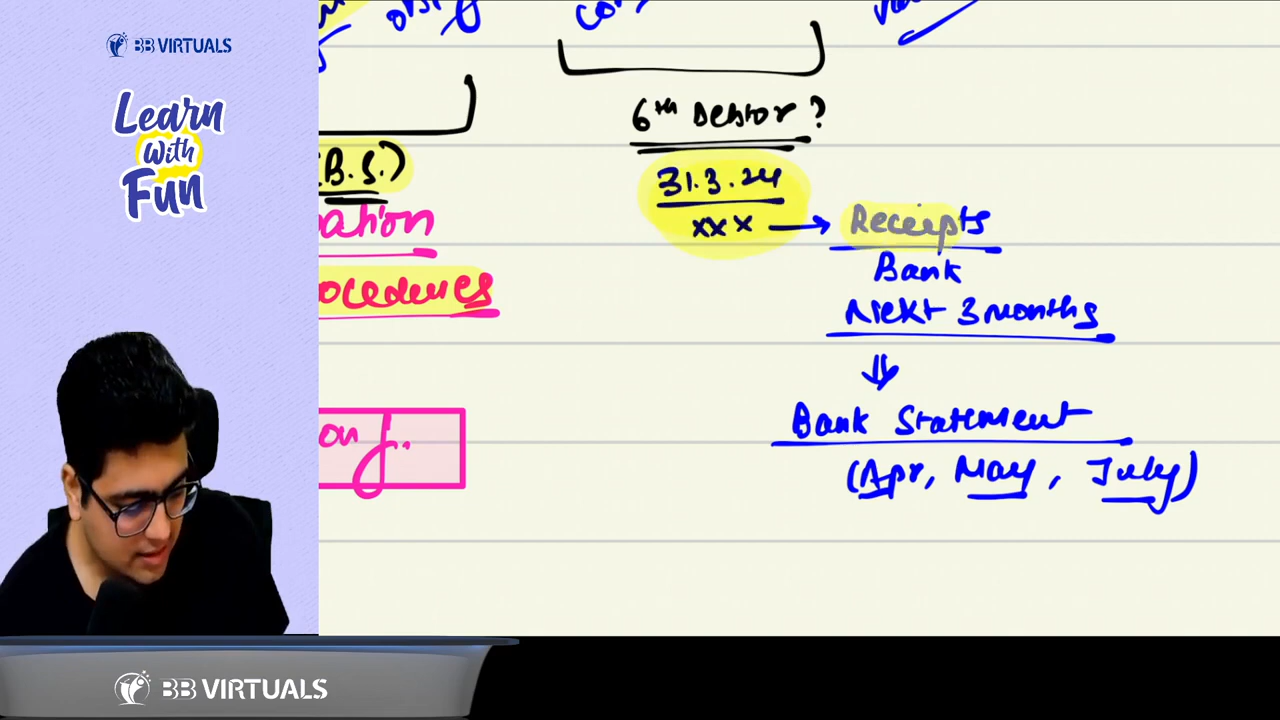 BB VIRTUALS
Learn
With
Fun
6th Debtor ?
31.3.24
xxx → Receipts
Bank
Next 3 months
⇓
Bank Statement
(Apr, May, July)
B.S.)
ation
ocedures
on
BB VIRTUALS